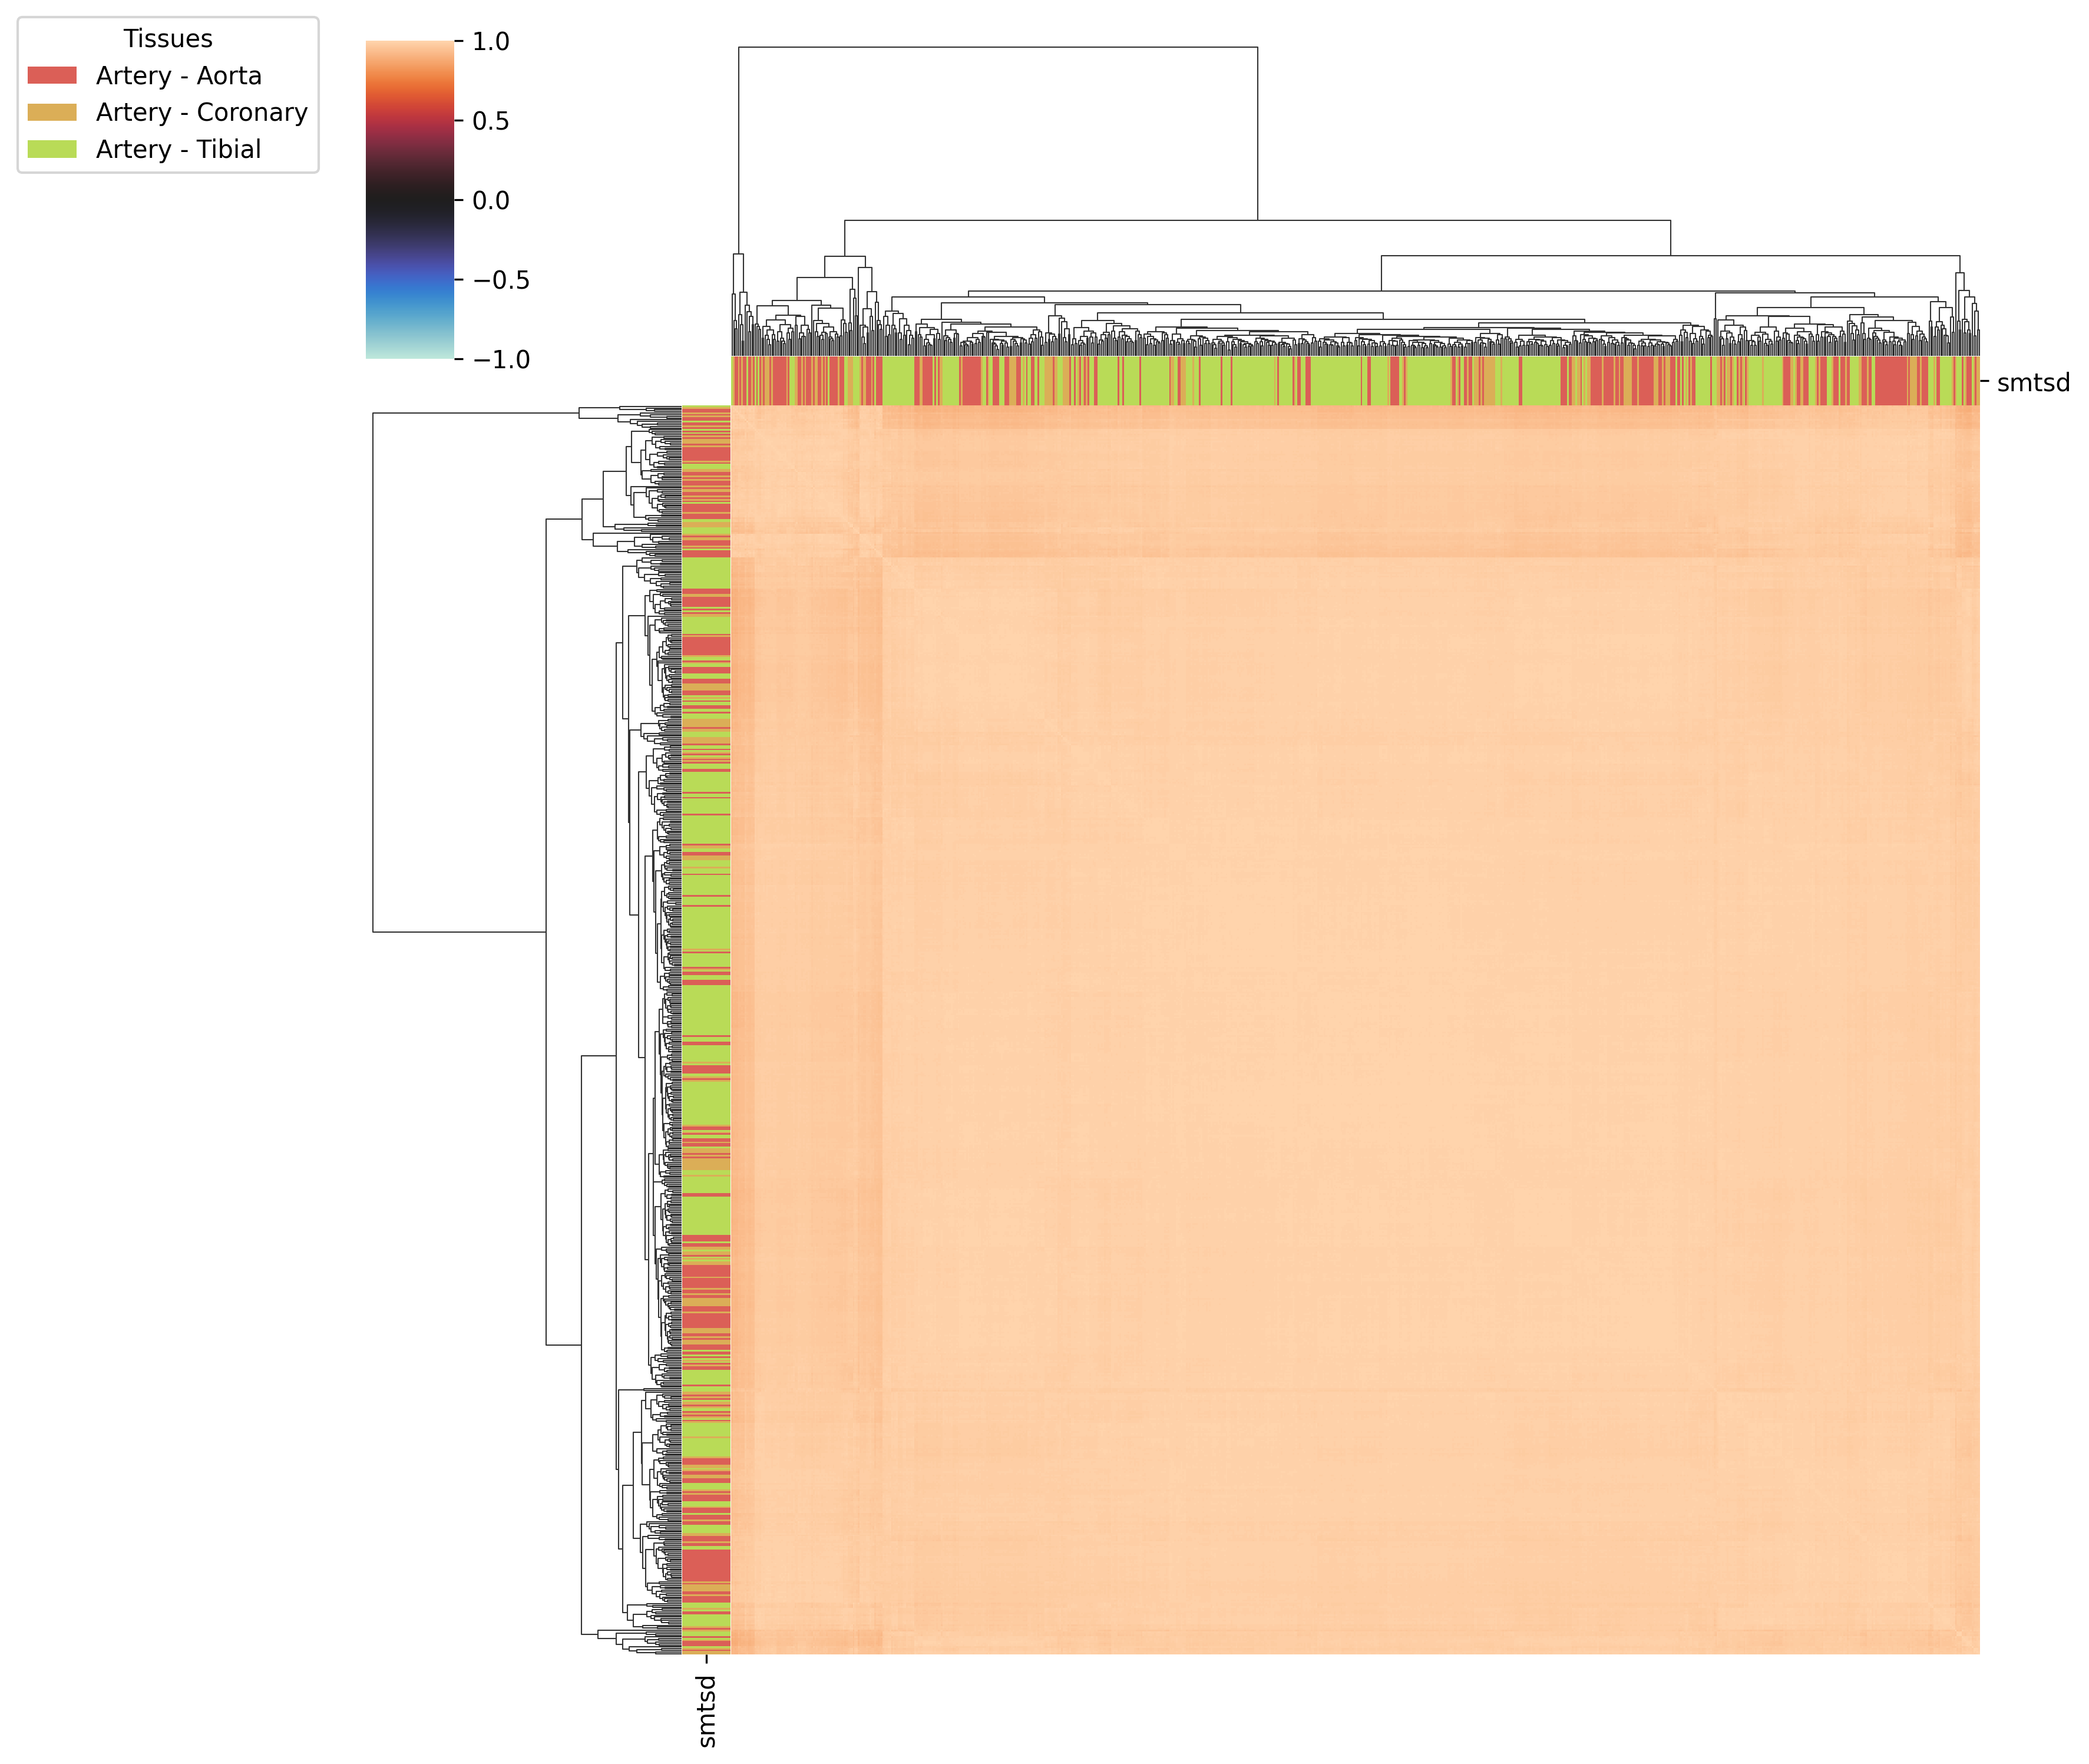 Tissues
Artery - Aorta
Artery - Coronary
Artery - Tibial
1.0
0.5
0.0
−0.5
−1.0
smtsd
smtsd